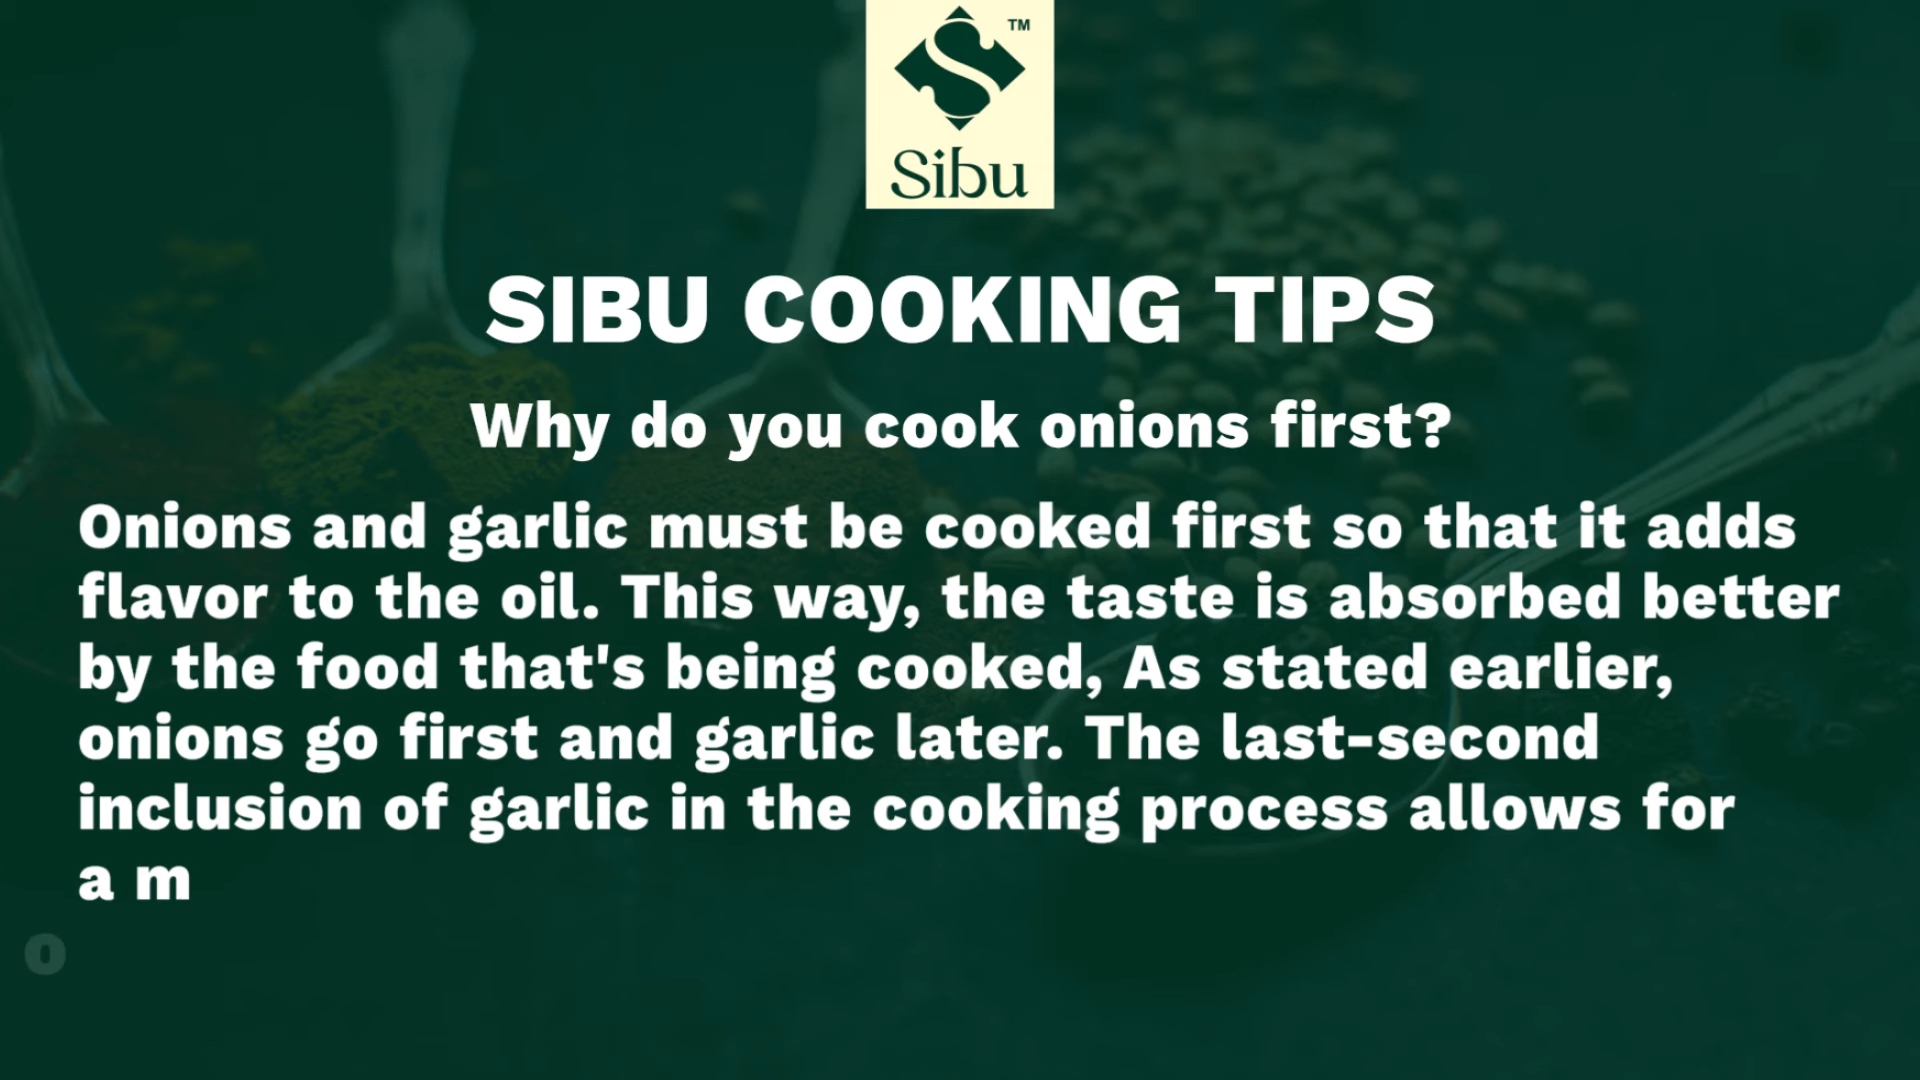 TM
Sibu
SIBU COOKING TIPS
Why do you cook onions first?
Onions and garlic must be cooked first so that it adds
flavor to the oil. This way, the taste is absorbed better
by the food that's being cooked, As stated earlier,
onions go first and garlic later. The last-second
inclusion of garlic in the cooking process allows for
a m
o